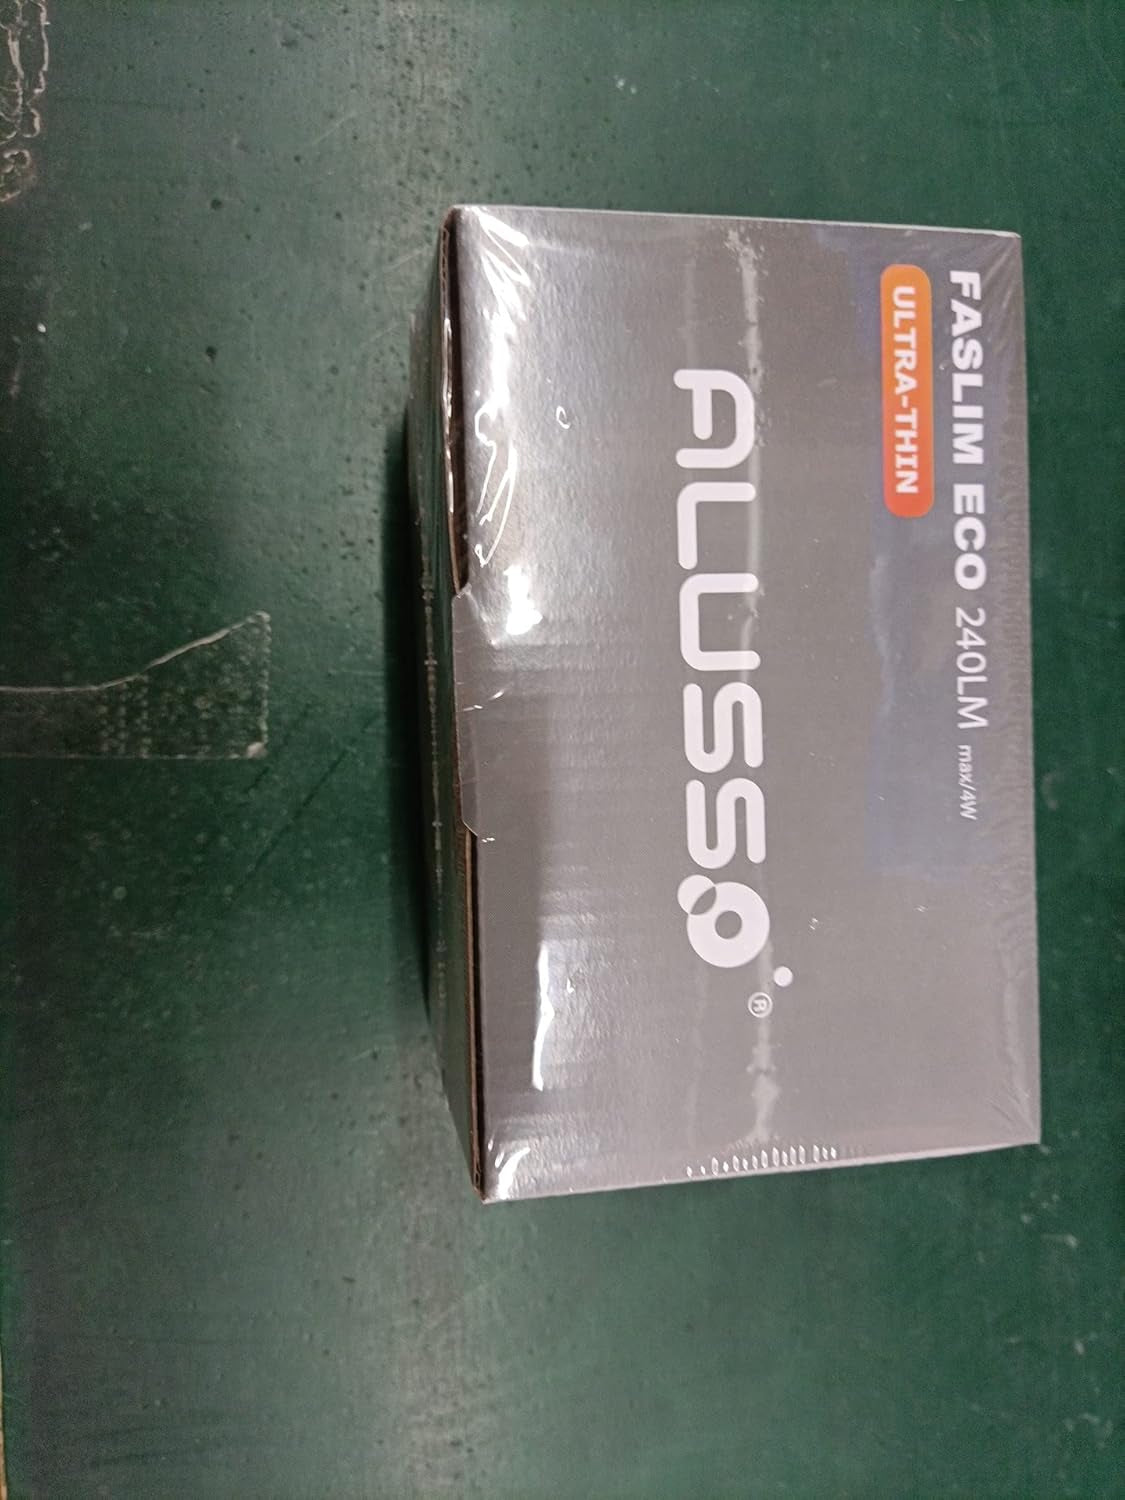 FASLIM ECO 240LM max/4W
ULTRA-THIN
ALUSSO®